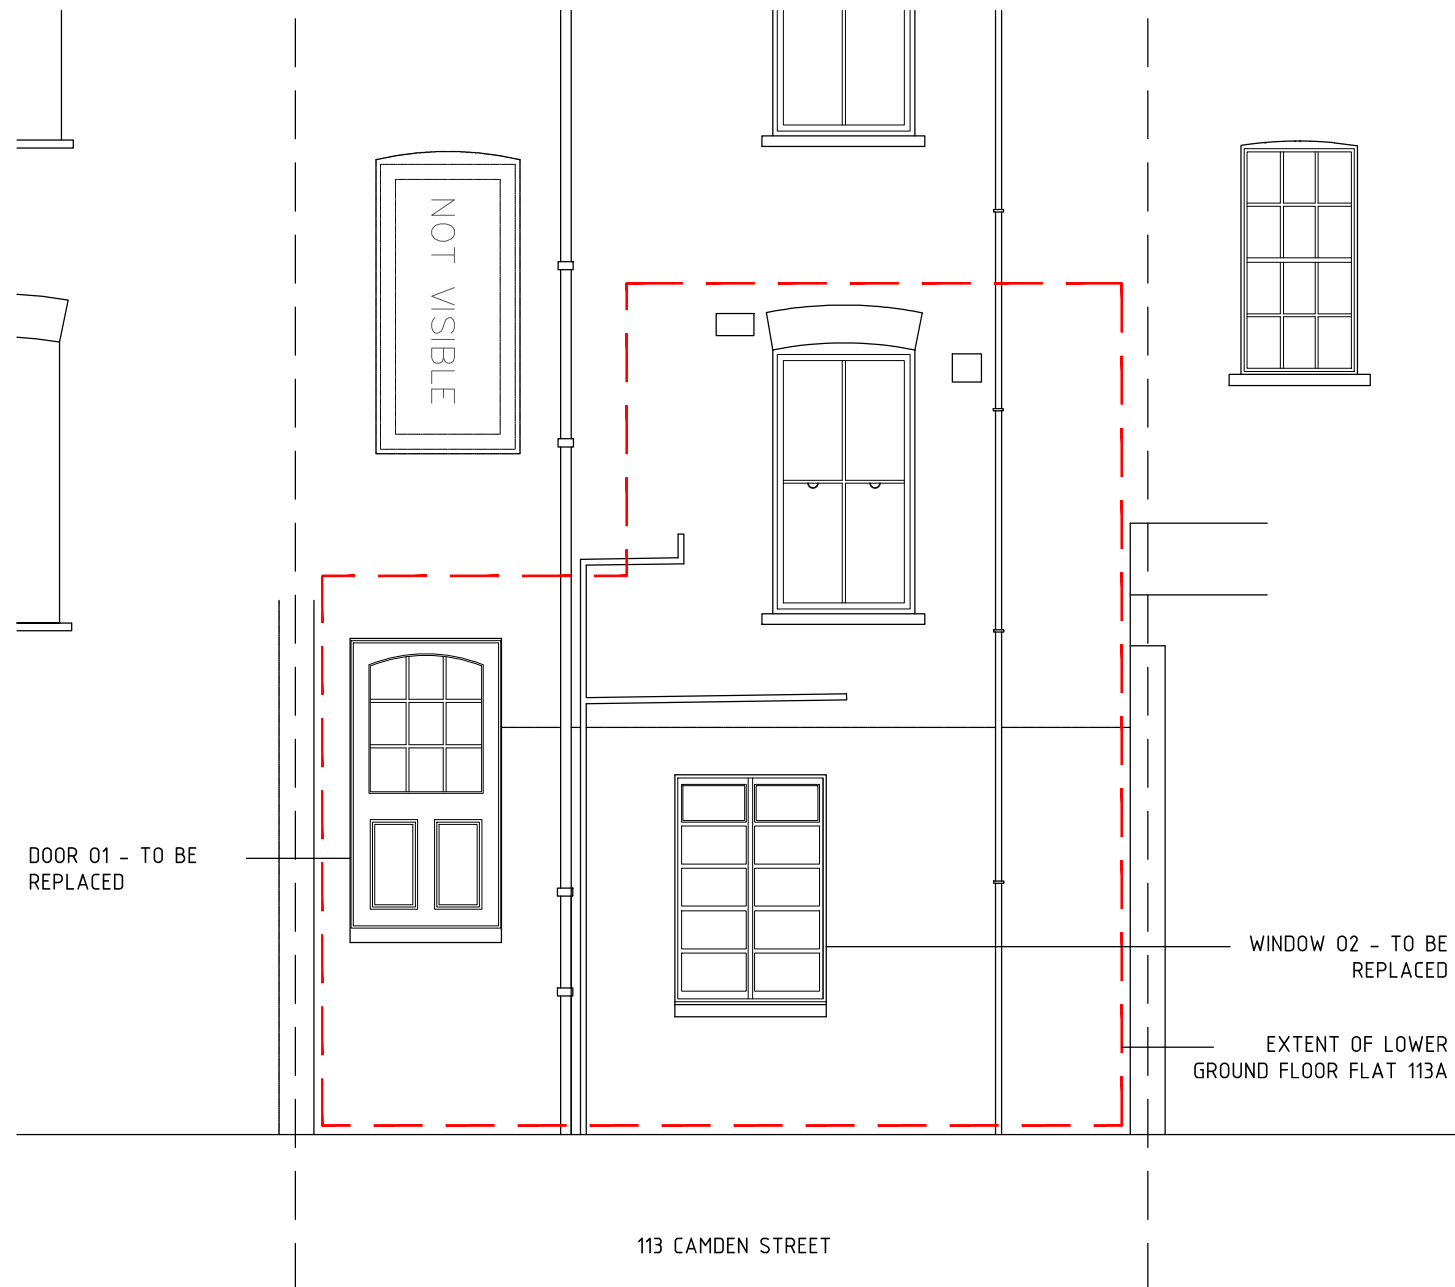 NOT VISIBLE
DOOR 01 - TO BE
REPLACED
WINDOW 02 - TO BE
REPLACED
EXTENT OF LOWER
GROUND FLOOR FLAT 113A
113 CAMDEN STREET